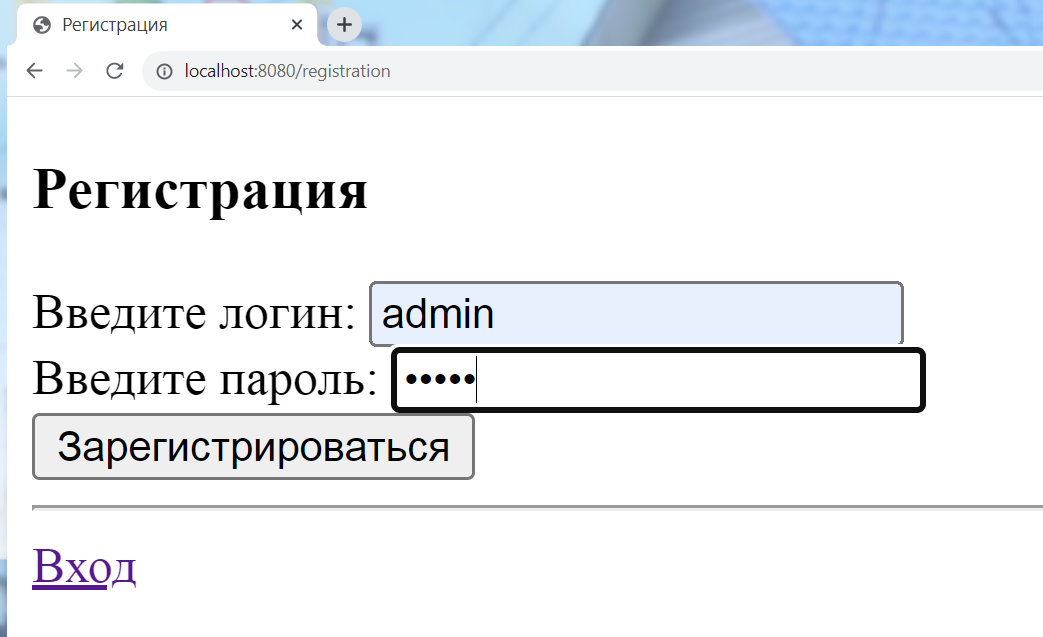 Регистрация
localhost:8080/registration
Регистрация
Введите логин: admin
Введите пароль: •••••
Зарегистрироваться
Вход